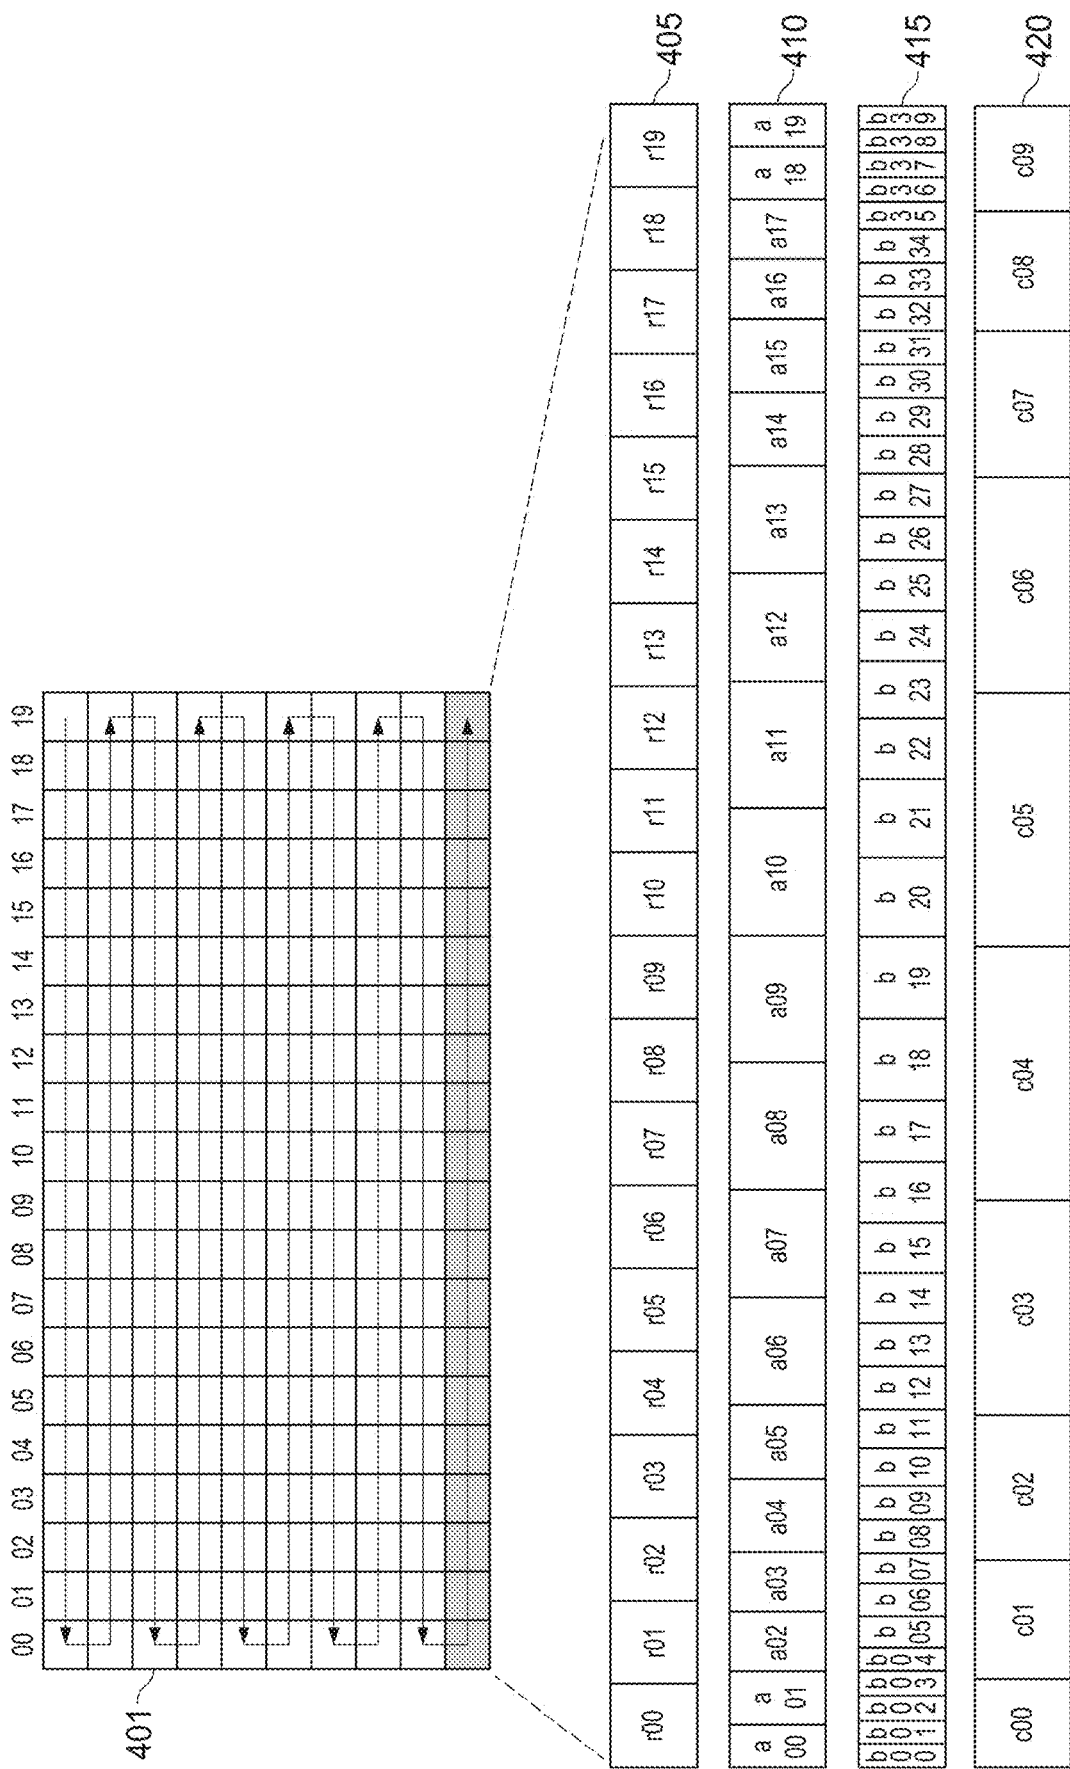 00 01 02 03 04 05 06 07 08 09 10 11 12 13 14 15 16 17 18 19
401
r00 r01 r02 r03 r04 r05 r06 r07 r08 r09 r10 r11 r12 r13 r14 r15 r16 r17 r18 r19 405
a00 a01 a02 a03 a04 a05 a06 a07 a08 a09 a10 a11 a12 a13 a14 a15 a16 a17 a18 a19 410
b00 b01 b02 b03 b04 b05 b06 b07 b08 b09 b10 b11 b12 b13 b14 b15 b16 b17 b18 b19 b20 b21 b22 b23 b24 b25 b26 b27 b28 b29 b30 b31 b32 b33 b34 b35 b36 b37 b38 b39 415
c00 c01 c02 c03 c04 c05 c06 c07 c08 c09 420